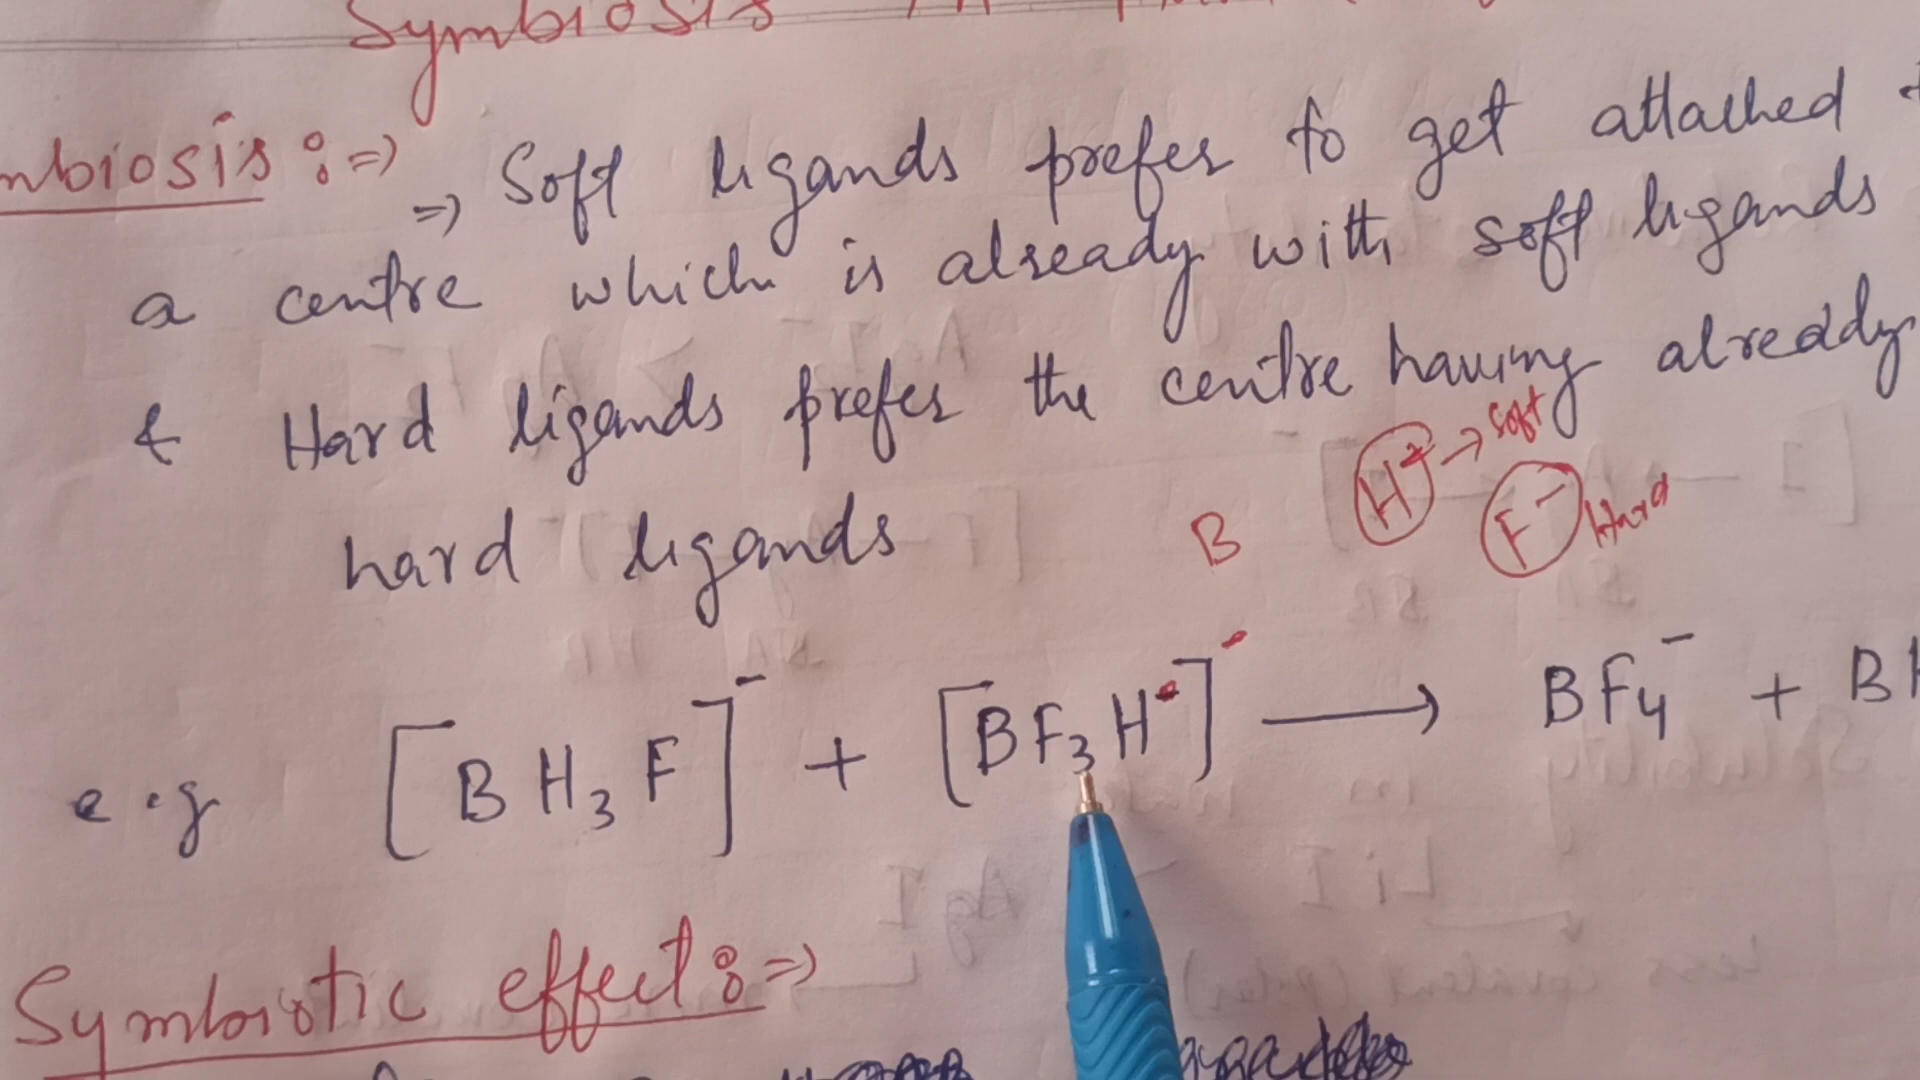 Symbiosis
mbiosis :⇒
⇒ Soft ligands prefer to get attached
a centre which is already with soft ligands
& Hard ligands prefer the centre having already
hard ligands
B H⁺ → soft F⁻ Hard
e.g [BH₃F]⁻ + [BF₃H]⁻ ⟶ BF₄⁻ + BH
Symbiotic effect :⇒